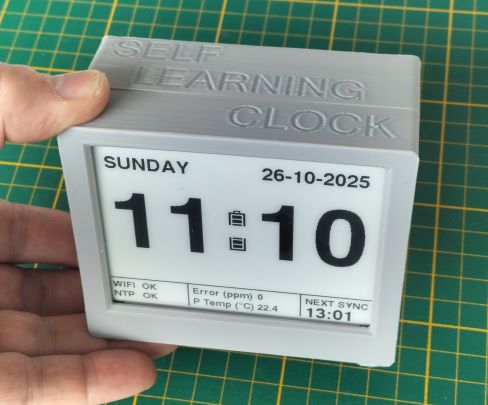 SELF
LEARNING
CLOCK
SUNDAY 26-10-2025
11:10
WIFI OK
NTP OK
Error (ppm) 0
P Temp (°C) 22.4
NEXT SYNC
13:01